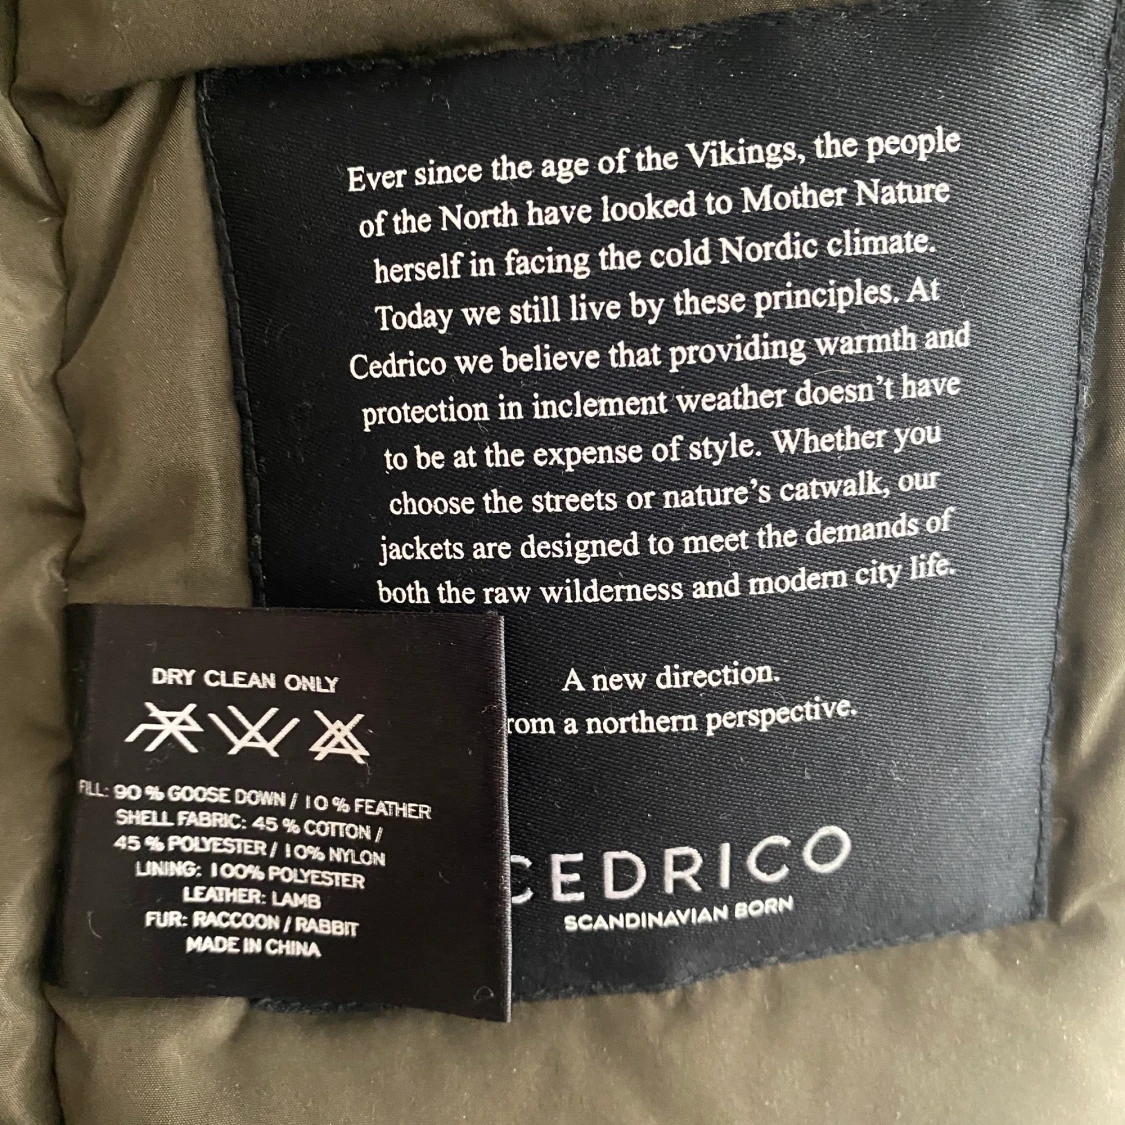 Ever since the age of the Vikings, the people
of the North have looked to Mother Nature
herself in facing the cold Nordic climate.
Today we still live by these principles. At
Cedrico we believe that providing warmth and
protection in inclement weather doesn't have
to be at the expense of style. Whether you
choose the streets or nature's catwalk, our
jackets are designed to meet the demands of
both the raw wilderness and modern city life.
A new direction.
rom a northern perspective.
CEDRICO
SCANDINAVIAN BORN
DRY CLEAN ONLY
FILL: 90 % GOOSE DOWN / 10 % FEATHER
SHELL FABRIC: 45 % COTTON /
45 % POLYESTER / 10% NYLON
LINING: 100% POLYESTER
LEATHER: LAMB
FUR: RACCOON / RABBIT
MADE IN CHINA